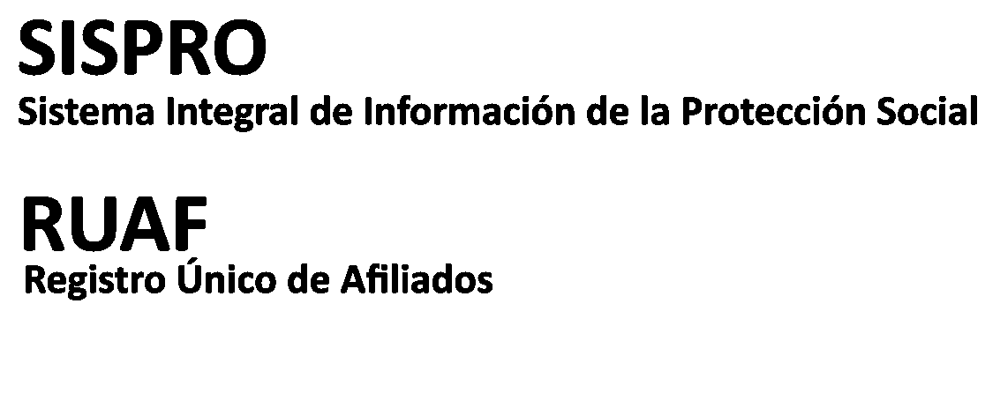 SISPRO
Sistema Integral de Información de la Protección Social
RUAF
Registro Único de Afiliados